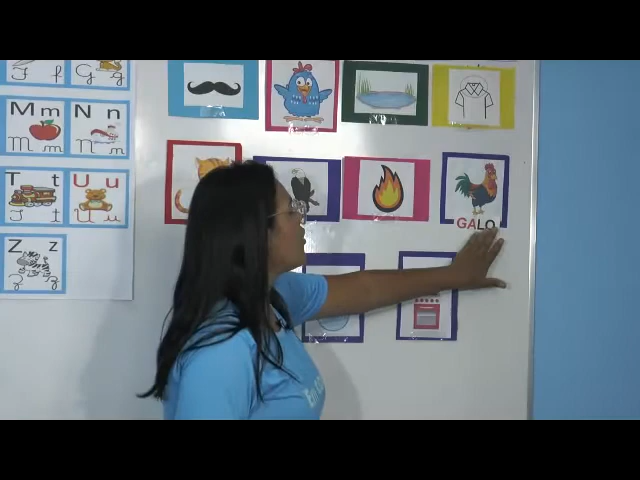 F f G g
M m N n
M m N n
T t U u
T t U u
Z z
Z z
GALO